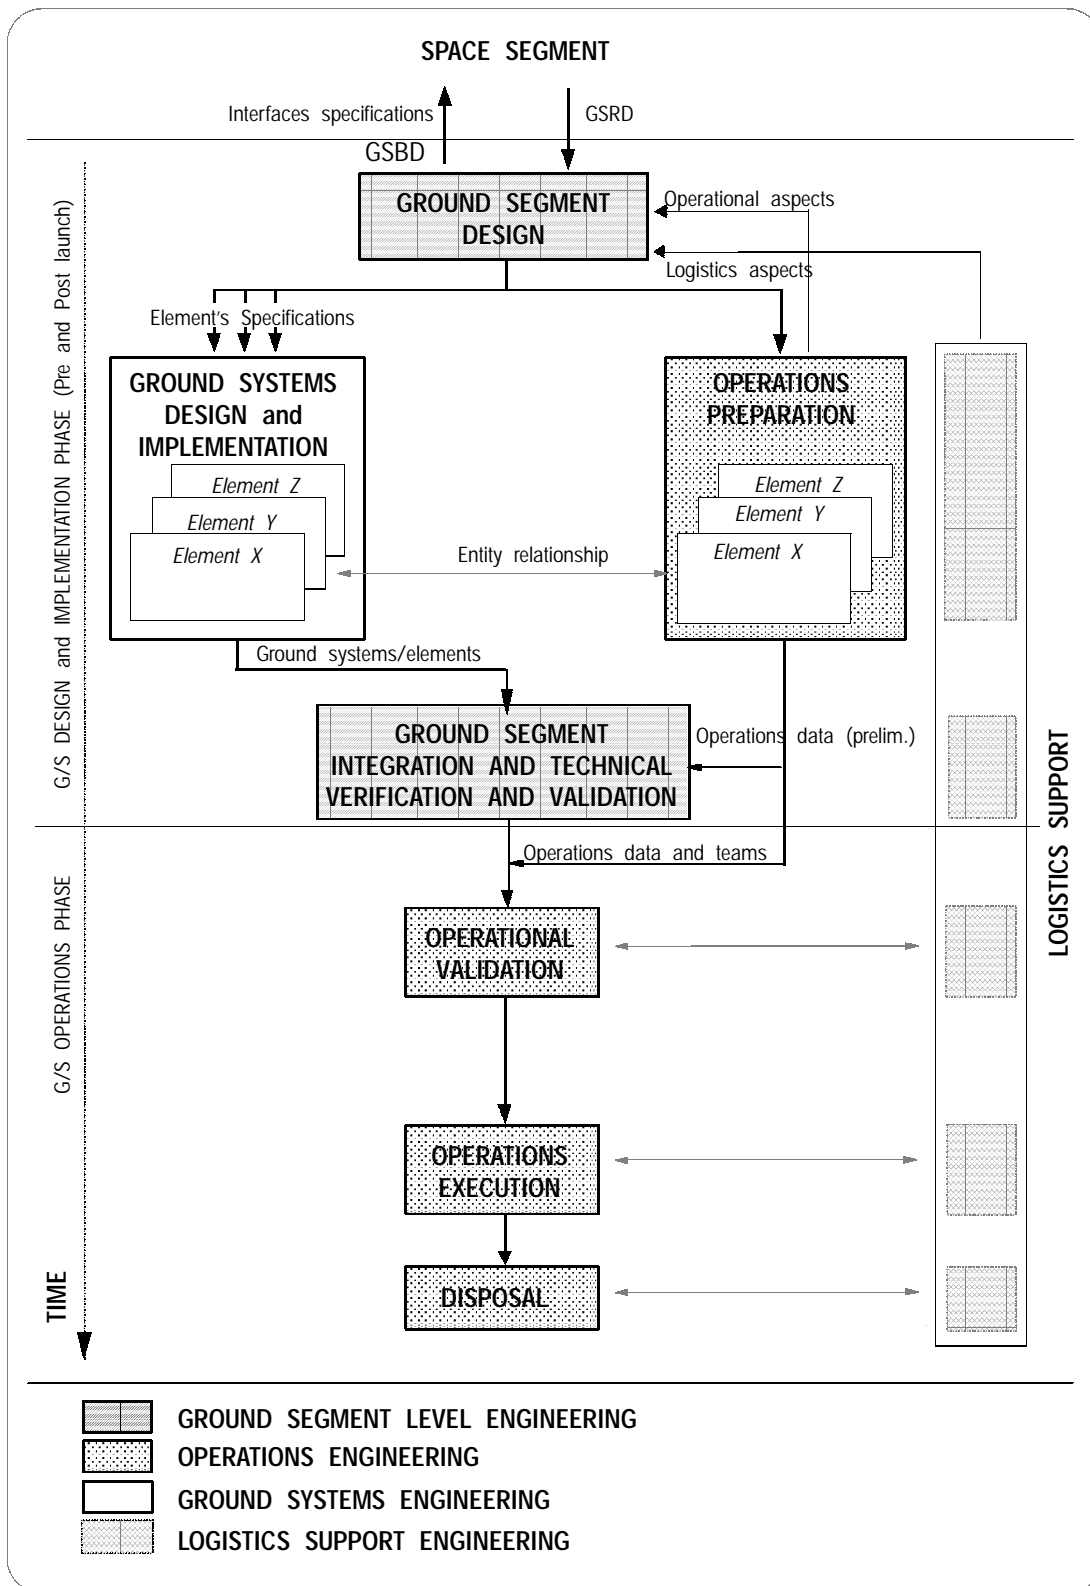 SPACE SEGMENT
Interfaces specifications
GSRD
GSBD
GROUND SEGMENT
DESIGN
Operational aspects
Logistics aspects
Element's Specifications
G/S DESIGN and IMPLEMENTATION PHASE (Pre and Post launch)
GROUND SYSTEMS
DESIGN and
IMPLEMENTATION
Element Z
Element Y
Element X
OPERATIONS
PREPARATION
Element Z
Element Y
Element X
Entity relationship
Ground systems/elements
GROUND SEGMENT
INTEGRATION AND TECHNICAL
VERIFICATION AND VALIDATION
Operations data (prelim.)
Operations data and teams
LOGISTICS SUPPORT
G/S OPERATIONS PHASE
OPERATIONAL
VALIDATION
OPERATIONS
EXECUTION
DISPOSAL
TIME
GROUND SEGMENT LEVEL ENGINEERING
OPERATIONS ENGINEERING
GROUND SYSTEMS ENGINEERING
LOGISTICS SUPPORT ENGINEERING